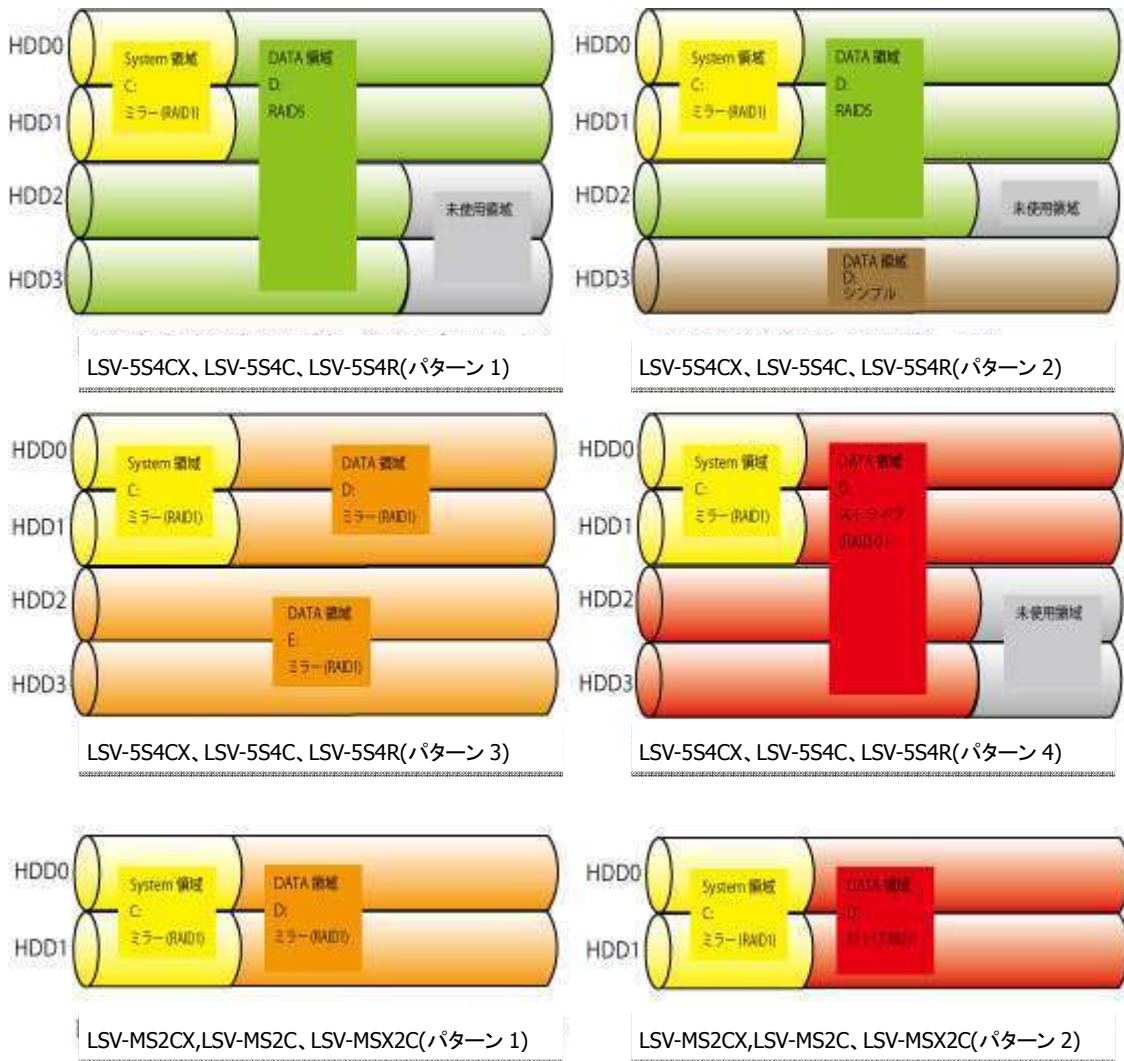 HDD0
System 領域
C:
ミラー(RAID1)
DATA 領域
D:
RAID5
HDD1
HDD2
未使用領域
HDD3
LSV-5S4CX、LSV-5S4C、LSV-5S4R(パターン 1)
HDD0
System 領域
C:
ミラー(RAID1)
DATA 領域
D:
RAID5
HDD1
HDD2
未使用領域
HDD3
DATA 領域
D:
シンプル
LSV-5S4CX、LSV-5S4C、LSV-5S4R(パターン 2)
HDD0
System 領域
C:
ミラー(RAID1)
DATA 領域
D:
ミラー(RAID1)
HDD1
HDD2
DATA 領域
E:
ミラー(RAID1)
HDD3
LSV-5S4CX、LSV-5S4C、LSV-5S4R(パターン 3)
HDD0
System 領域
C:
ミラー(RAID1)
DATA 領域
D:
ストライプ
(RAID0)
HDD1
HDD2
未使用領域
HDD3
LSV-5S4CX、LSV-5S4C、LSV-5S4R(パターン 4)
HDD0
System 領域
C:
ミラー(RAID1)
DATA 領域
D:
ミラー(RAID1)
HDD1
LSV-MS2CX,LSV-MS2C、LSV-MSX2C(パターン 1)
HDD0
System 領域
C:
ミラー(RAID1)
DATA 領域
D:
HDD1
LSV-MS2CX,LSV-MS2C、LSV-MSX2C(パターン 2)